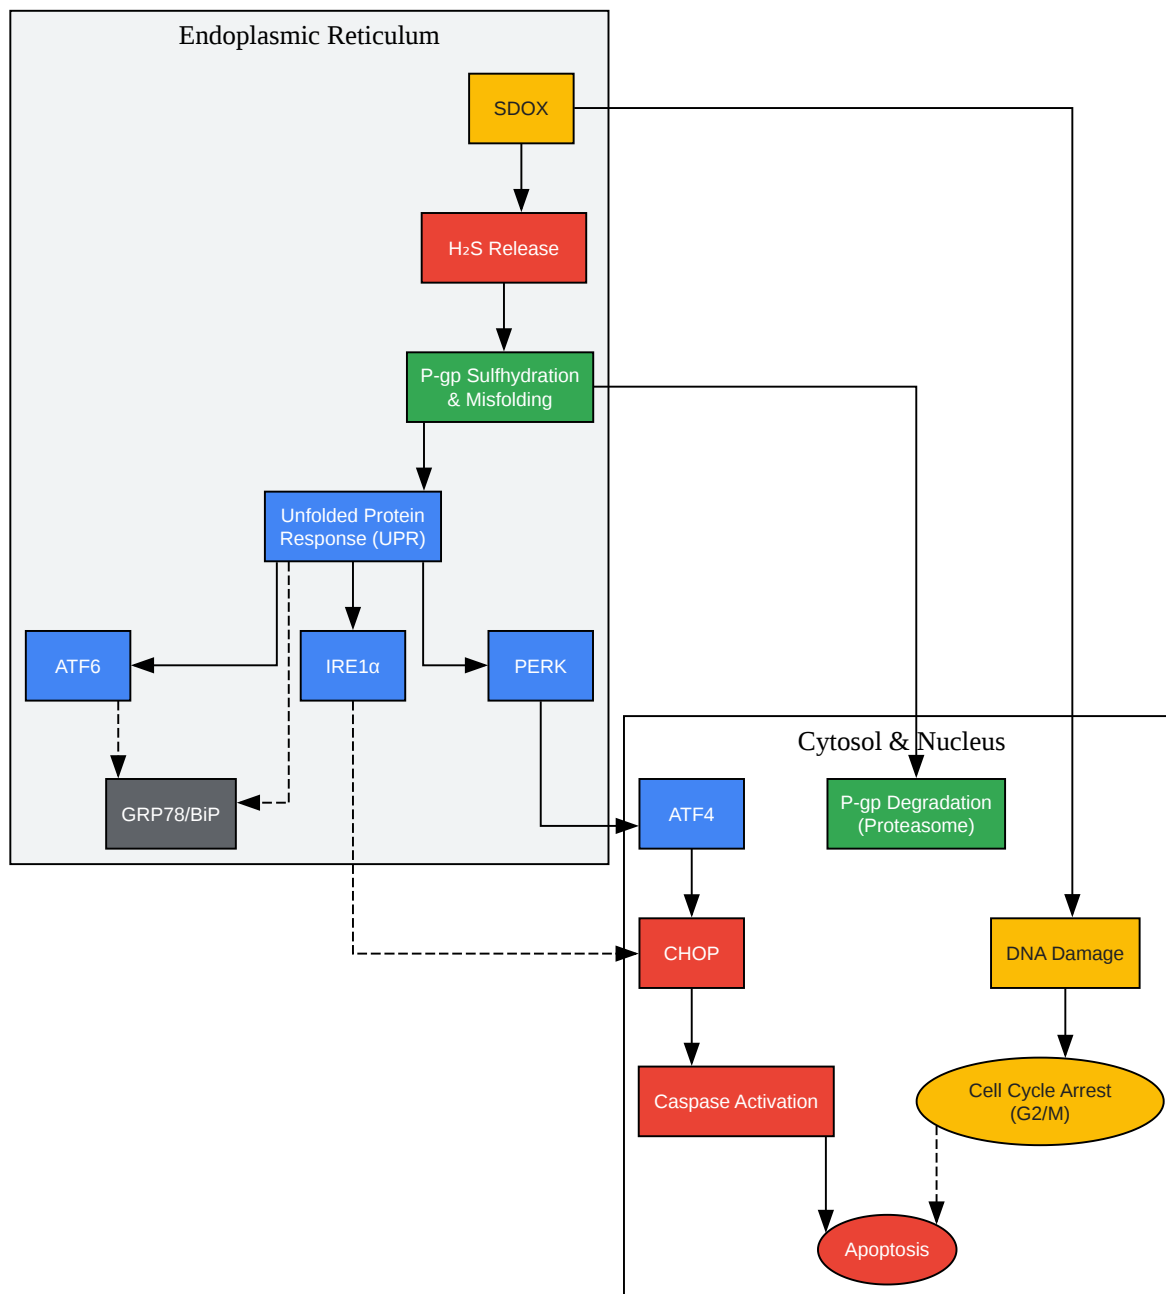 Endoplasmic Reticulum
SDOX
H₂S Release
P-gp Sulfhydration
& Misfolding
Unfolded Protein
Response (UPR)
ATF6
IRE1α
PERK
Cytosol & Nucleus
GRP78/BiP
ATF4
P-gp Degradation
(Proteasome)
CHOP
DNA Damage
Caspase Activation
Cell Cycle Arrest
(G2/M)
Apoptosis